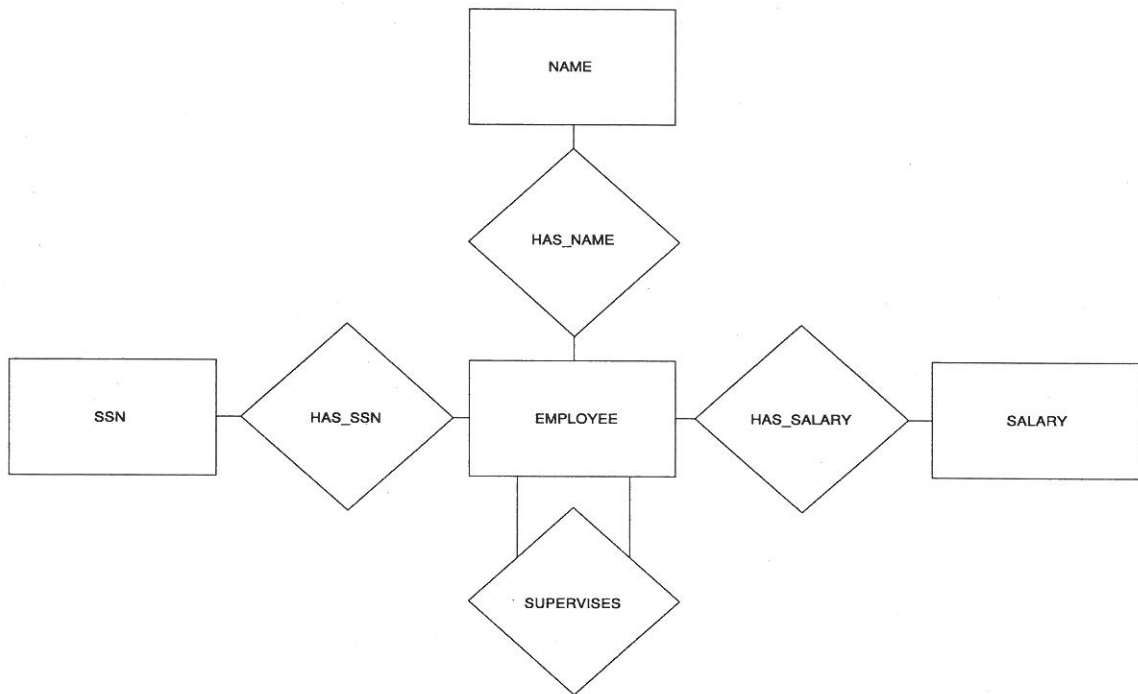 NAME
HAS_NAME
SSN
HAS_SSN
EMPLOYEE
HAS_SALARY
SALARY
SUPERVISES